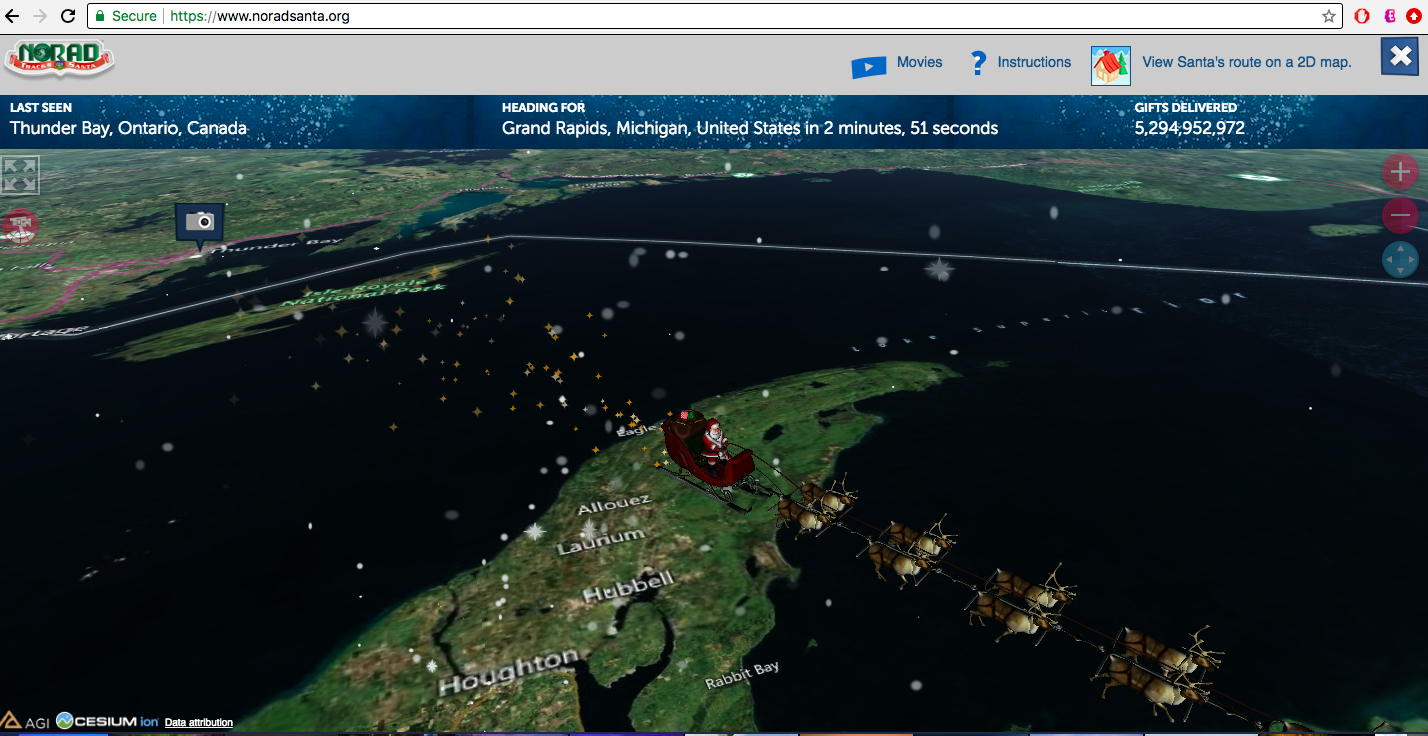 Secure
https://www.noradsanta.org
NORAD
TRACKS SANTA
Movies
? Instructions
View Santa's route on a 2D map.
LAST SEEN
Thunder Bay, Ontario, Canada
HEADING FOR
Grand Rapids, Michigan, United States in 2 minutes, 51 seconds
GIFTS DELIVERED
5,294,952,972
Thunder Bay
Isle Royale
National Park
Lake Superior
Eagle
Allouez
Laurium
Hubbell
Houghton
Rabbit Bay
AGI
CESIUM ion
Data attribution